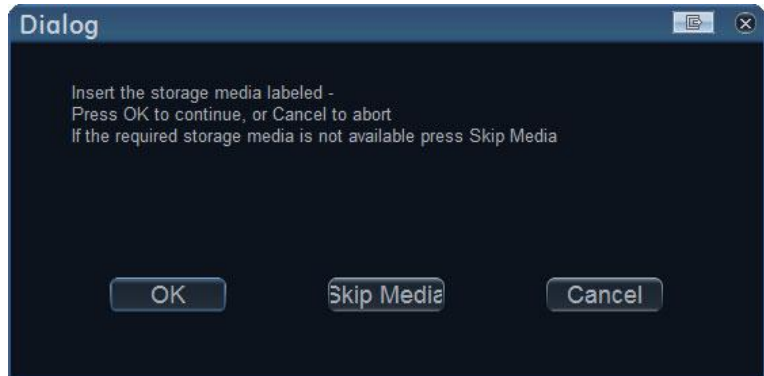 Dialog
Insert the storage media labeled -
Press OK to continue, or Cancel to abort
If the required storage media is not available press Skip Media
OK
Skip Media
Cancel